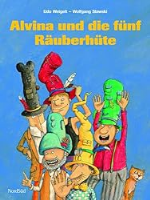 Udo Weigelt - Wolfgang Slawski
Alvina und die fünf
Räuberhüte